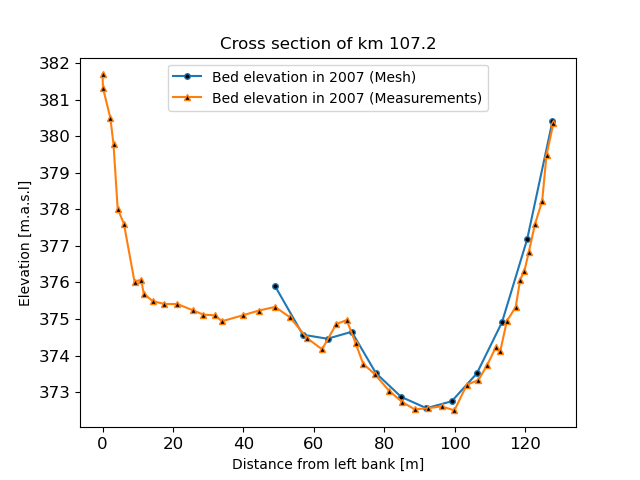 Cross section of km 107.2
Bed elevation in 2007 (Mesh)
Bed elevation in 2007 (Measurements)
Elevation [m.a.s.l]
382
381
380
379
378
377
376
375
374
373
0 20 40 60 80 100 120
Distance from left bank [m]